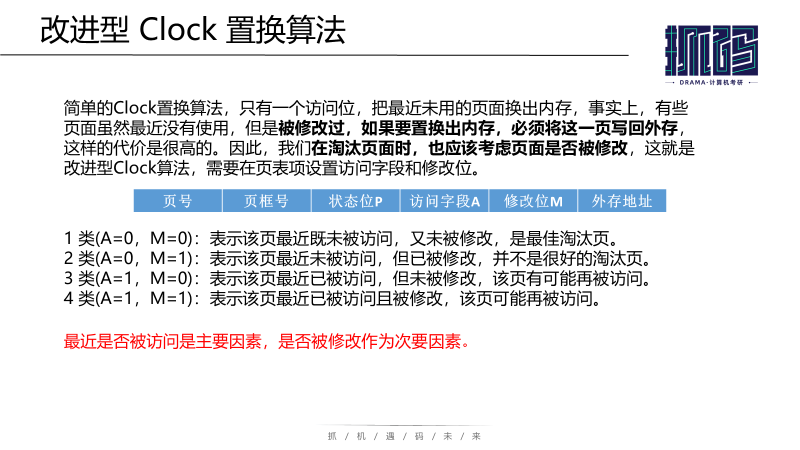 改进型 Clock 置换算法
抓码
DRAMA·计算机考研
简单的Clock置换算法，只有一个访问位，把最近未用的页面换出内存，事实上，有些
页面虽然最近没有使用，但是被修改过，如果要置换出内存，必须将这一页写回外存，
这样的代价是很高的。因此，我们在淘汰页面时，也应该考虑页面是否被修改，这就是
改进型Clock算法，需要在页表项设置访问字段和修改位。
页号 页框号 状态位P 访问字段A 修改位M 外存地址
1 类(A=0，M=0)：表示该页最近既未被访问，又未被修改，是最佳淘汰页。
2 类(A=0，M=1)：表示该页最近未被访问，但已被修改，并不是很好的淘汰页。
3 类(A=1，M=0)：表示该页最近已被访问，但未被修改，该页有可能再被访问。
4 类(A=1，M=1)：表示该页最近已被访问且被修改，该页可能再被访问。
最近是否被访问是主要因素，是否被修改作为次要因素。
抓 / 机 / 遇 / 码 / 未 / 来